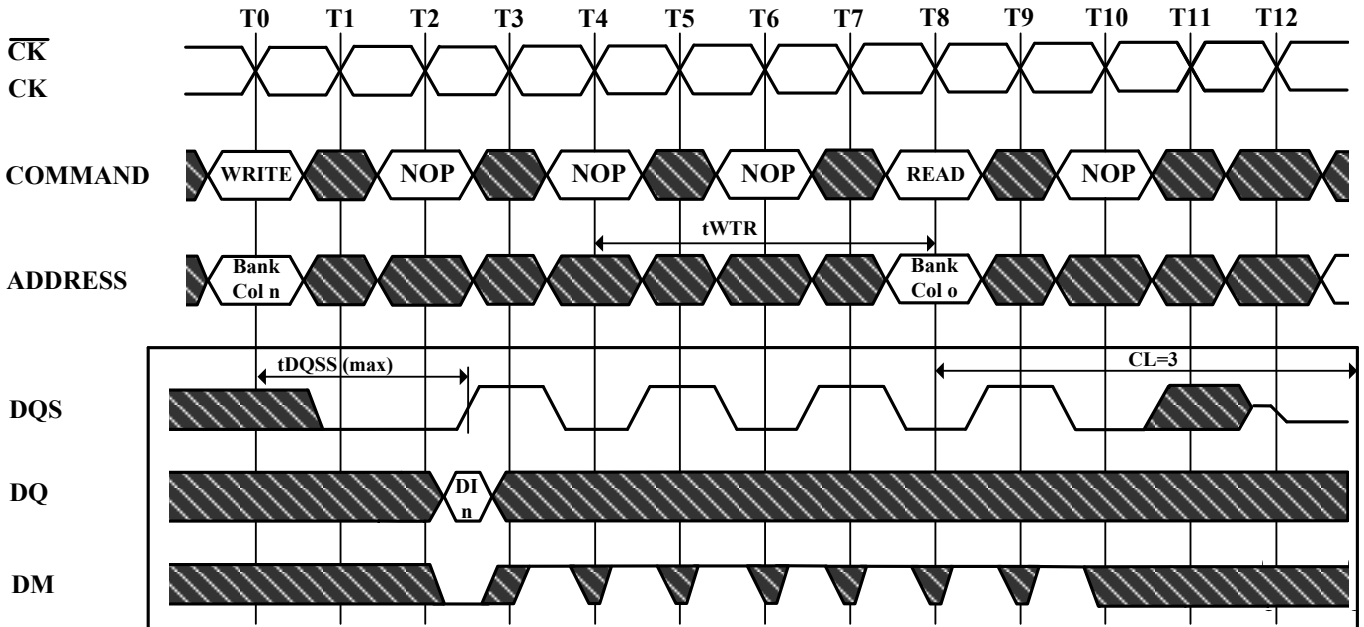 T0 T1 T2 T3 T4 T5 T6 T7 T8 T9 T10 T11 T12
CK
CK
COMMAND WRITE NOP NOP NOP READ NOP
tWTR
ADDRESS Bank Col n Bank Col o
tDQSS (max) CL=3
DQS
DQ DI n
DM